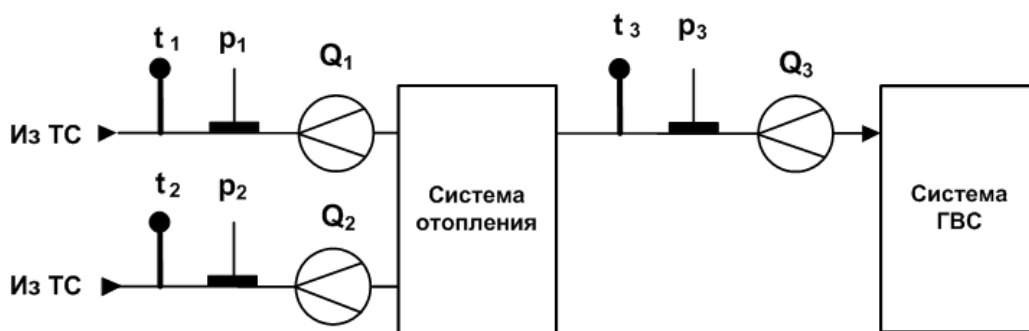 t₁ p₁ Q₁ t₃ p₃ Q₃
Из ТС
t₂ p₂ Q₂
Из ТС
Система
отопления
Система
ГВС